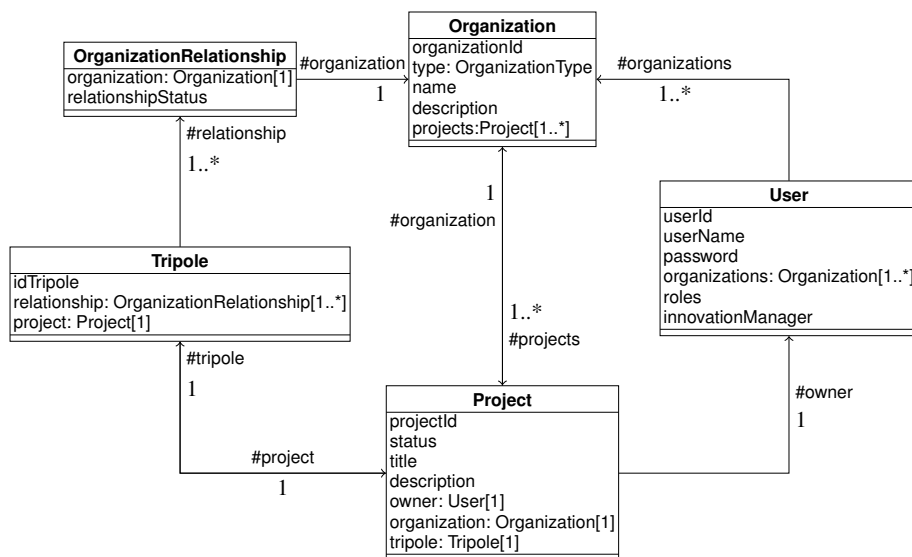 Organization
organizationId
type: OrganizationType
name
description
projects:Project[1..*]
OrganizationRelationship
organization: Organization[1]
relationshipStatus
#organization
1
#organizations
1..*
#relationship
1..*
1
#organization
User
userId
userName
password
organizations: Organization[1..*]
roles
innovationManager
Tripole
idTripole
relationship: OrganizationRelationship[1..*]
project: Project[1]
1..*
#projects
#tripole
1
#owner
1
Project
projectId
status
title
description
owner: User[1]
organization: Organization[1]
tripole: Tripole[1]
#project
1